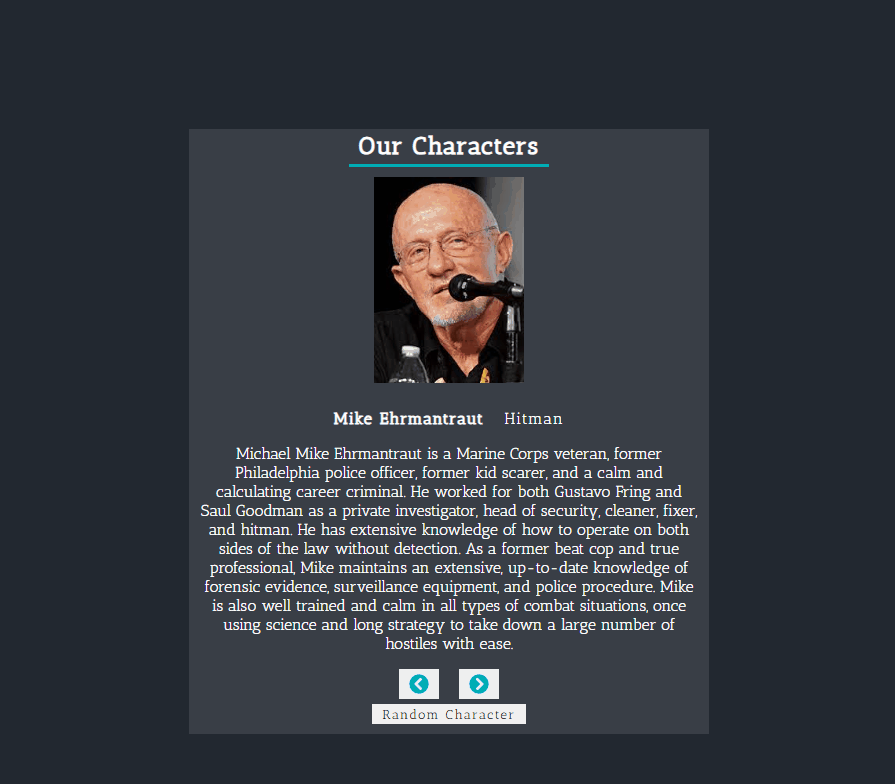 Our Characters
Mike Ehrmantraut Hitman
Michael Mike Ehrmantraut is a Marine Corps veteran, former
Philadelphia police officer, former kid scarer, and a calm and
calculating career criminal. He worked for both Gustavo Fring and
Saul Goodman as a private investigator, head of security, cleaner, fixer,
and hitman. He has extensive knowledge of how to operate on both
sides of the law without detection. As a former beat cop and true
professional, Mike maintains an extensive, up-to-date knowledge of
forensic evidence, surveillance equipment, and police procedure. Mike
is also well trained and calm in all types of combat situations, once
using science and long strategy to take down a large number of
hostiles with ease.
Random Character